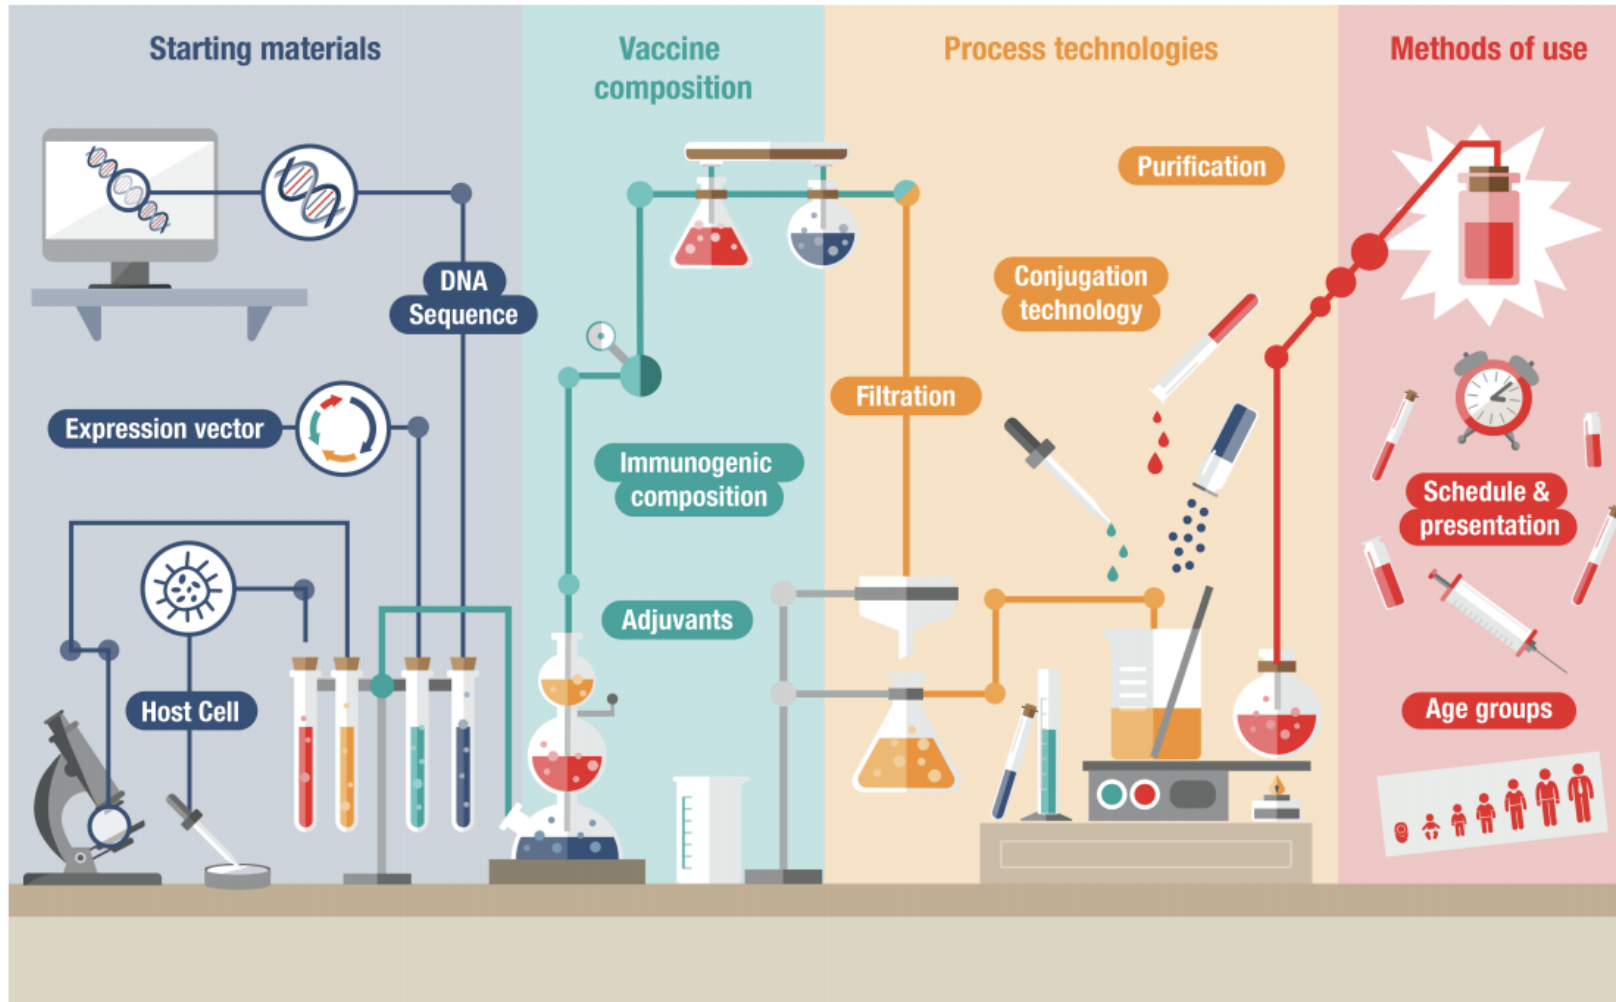 Starting materials
DNA
Sequence
Expression vector
Host Cell
Vaccine
composition
Immunogenic
composition
Adjuvants
Process technologies
Purification
Conjugation
technology
Filtration
Methods of use
Schedule &
presentation
Age groups